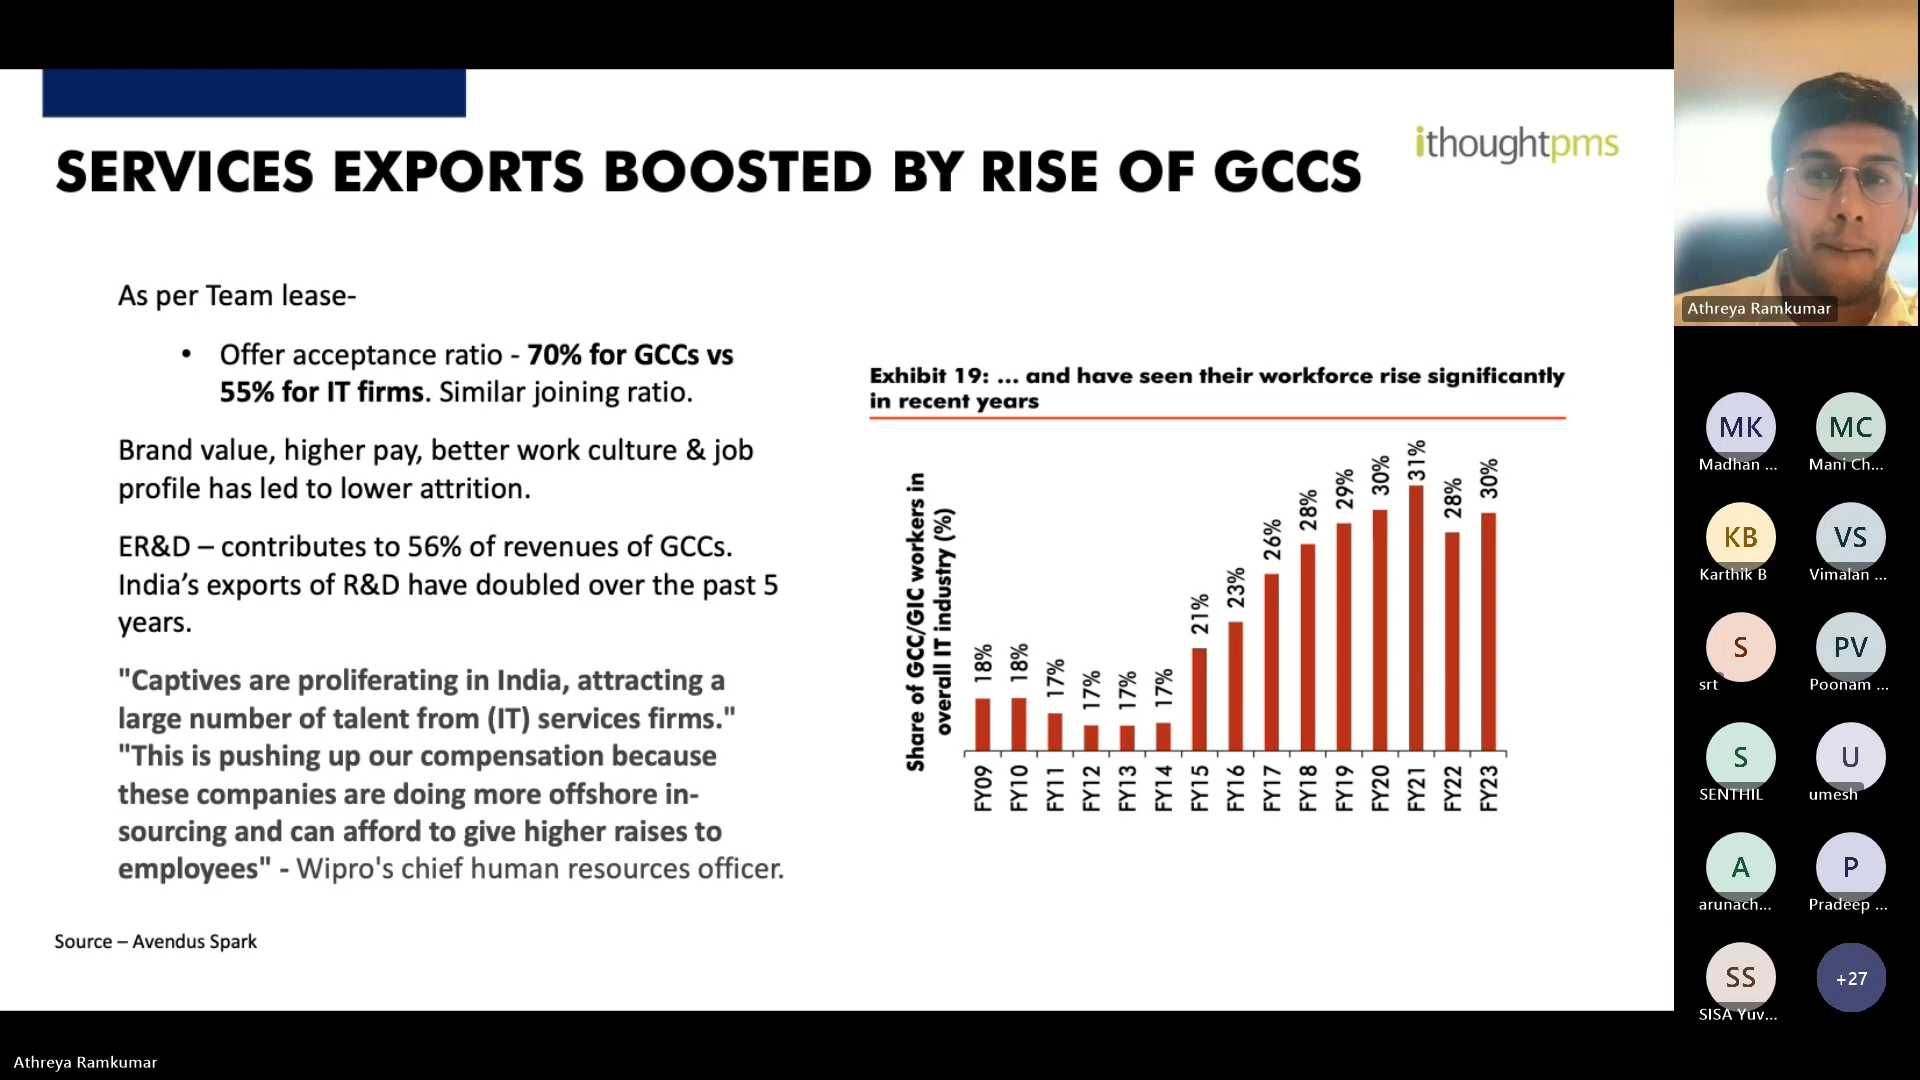 SERVICES EXPORTS BOOSTED BY RISE OF GCCS
ithoughtpms
As per Team lease-
• Offer acceptance ratio - 70% for GCCs vs
55% for IT firms. Similar joining ratio.
Brand value, higher pay, better work culture & job
profile has led to lower attrition.
ER&D – contributes to 56% of revenues of GCCs.
India’s exports of R&D have doubled over the past 5
years.
"Captives are proliferating in India, attracting a
large number of talent from (IT) services firms."
"This is pushing up our compensation because
these companies are doing more offshore in-
sourcing and can afford to give higher raises to
employees" - Wipro's chief human resources officer.
Source – Avendus Spark
Exhibit 19: ... and have seen their workforce rise significantly
in recent years
Share of GCC/GIC workers in
overall IT industry (%)
18% 18% 17% 17% 17% 17% 21% 23% 26% 28% 29% 30% 31% 28% 30%
FY09 FY10 FY11 FY12 FY13 FY14 FY15 FY16 FY17 FY18 FY19 FY20 FY21 FY22 FY23
Athreya Ramkumar
MK MC
Madhan ... Mani Ch...
KB VS
Karthik B Vimalan ...
S PV
srt Poonam ...
S U
SENTHIL umesh
A P
arunach... Pradeep ...
SS +27
SISA Yuv...
Athreya Ramkumar